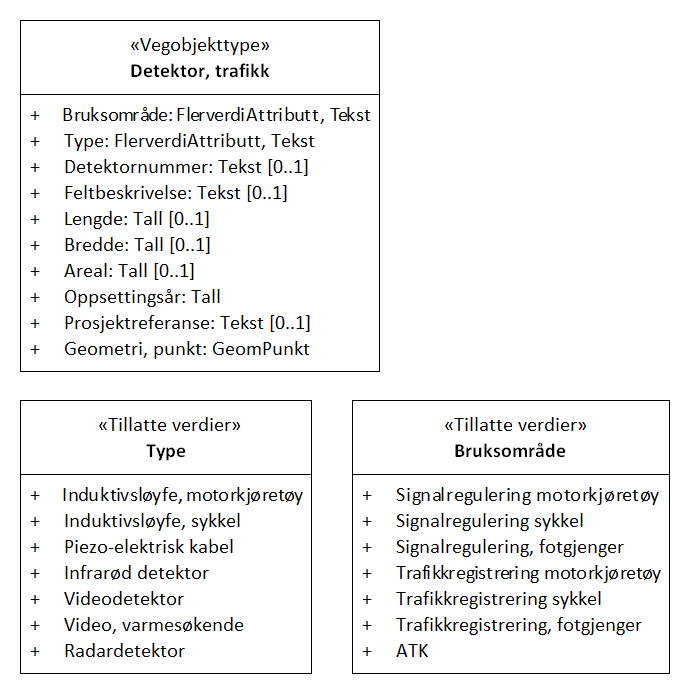 «Vegobjekttype»
Detektor, trafikk
+ Bruksområde: FlerverdiAttributt, Tekst
+ Type: FlerverdiAttributt, Tekst
+ Detektornummer: Tekst [0..1]
+ Feltbeskrivelse: Tekst [0..1]
+ Lengde: Tall [0..1]
+ Bredde: Tall [0..1]
+ Areal: Tall [0..1]
+ Oppsettingsår: Tall
+ Prosjektreferanse: Tekst [0..1]
+ Geometri, punkt: GeomPunkt
«Tillatte verdier»
Type
+ Induktivsløyfe, motorkjøretøy
+ Induktivsløyfe, sykkel
+ Piezo-elektrisk kabel
+ Infrarød detektor
+ Videodetektor
+ Video, varmesøkende
+ Radardetektor
«Tillatte verdier»
Bruksområde
+ Signalregulering motorkjøretøy
+ Signalregulering sykkel
+ Signalregulering, fotgjenger
+ Trafikkregistrering motorkjøretøy
+ Trafikkregistrering sykkel
+ Trafikkregistrering, fotgjenger
+ ATK